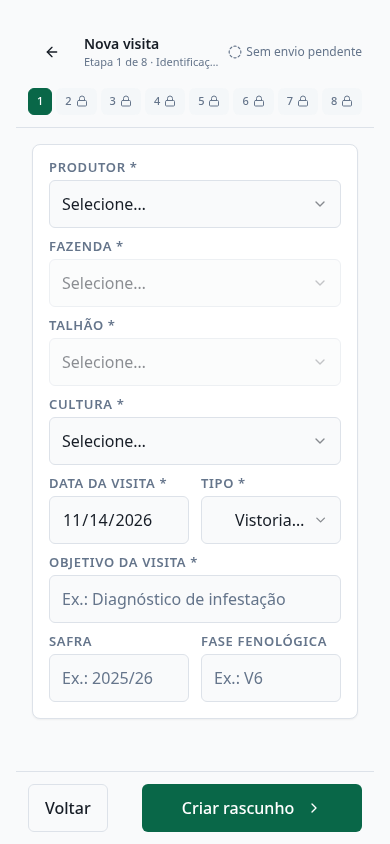 Nova visita
Etapa 1 de 8 · Identificaç...
Sem envio pendente
1 2 3 4 5 6 7 8
PRODUTOR *
Selecione...
FAZENDA *
Selecione...
TALHÃO *
Selecione...
CULTURA *
Selecione...
DATA DA VISITA * TIPO *
11/14/2026 Vistoria...
OBJETIVO DA VISITA *
Ex.: Diagnóstico de infestação
SAFRA FASE FENOLÓGICA
Ex.: 2025/26 Ex.: V6
Voltar Criar rascunho